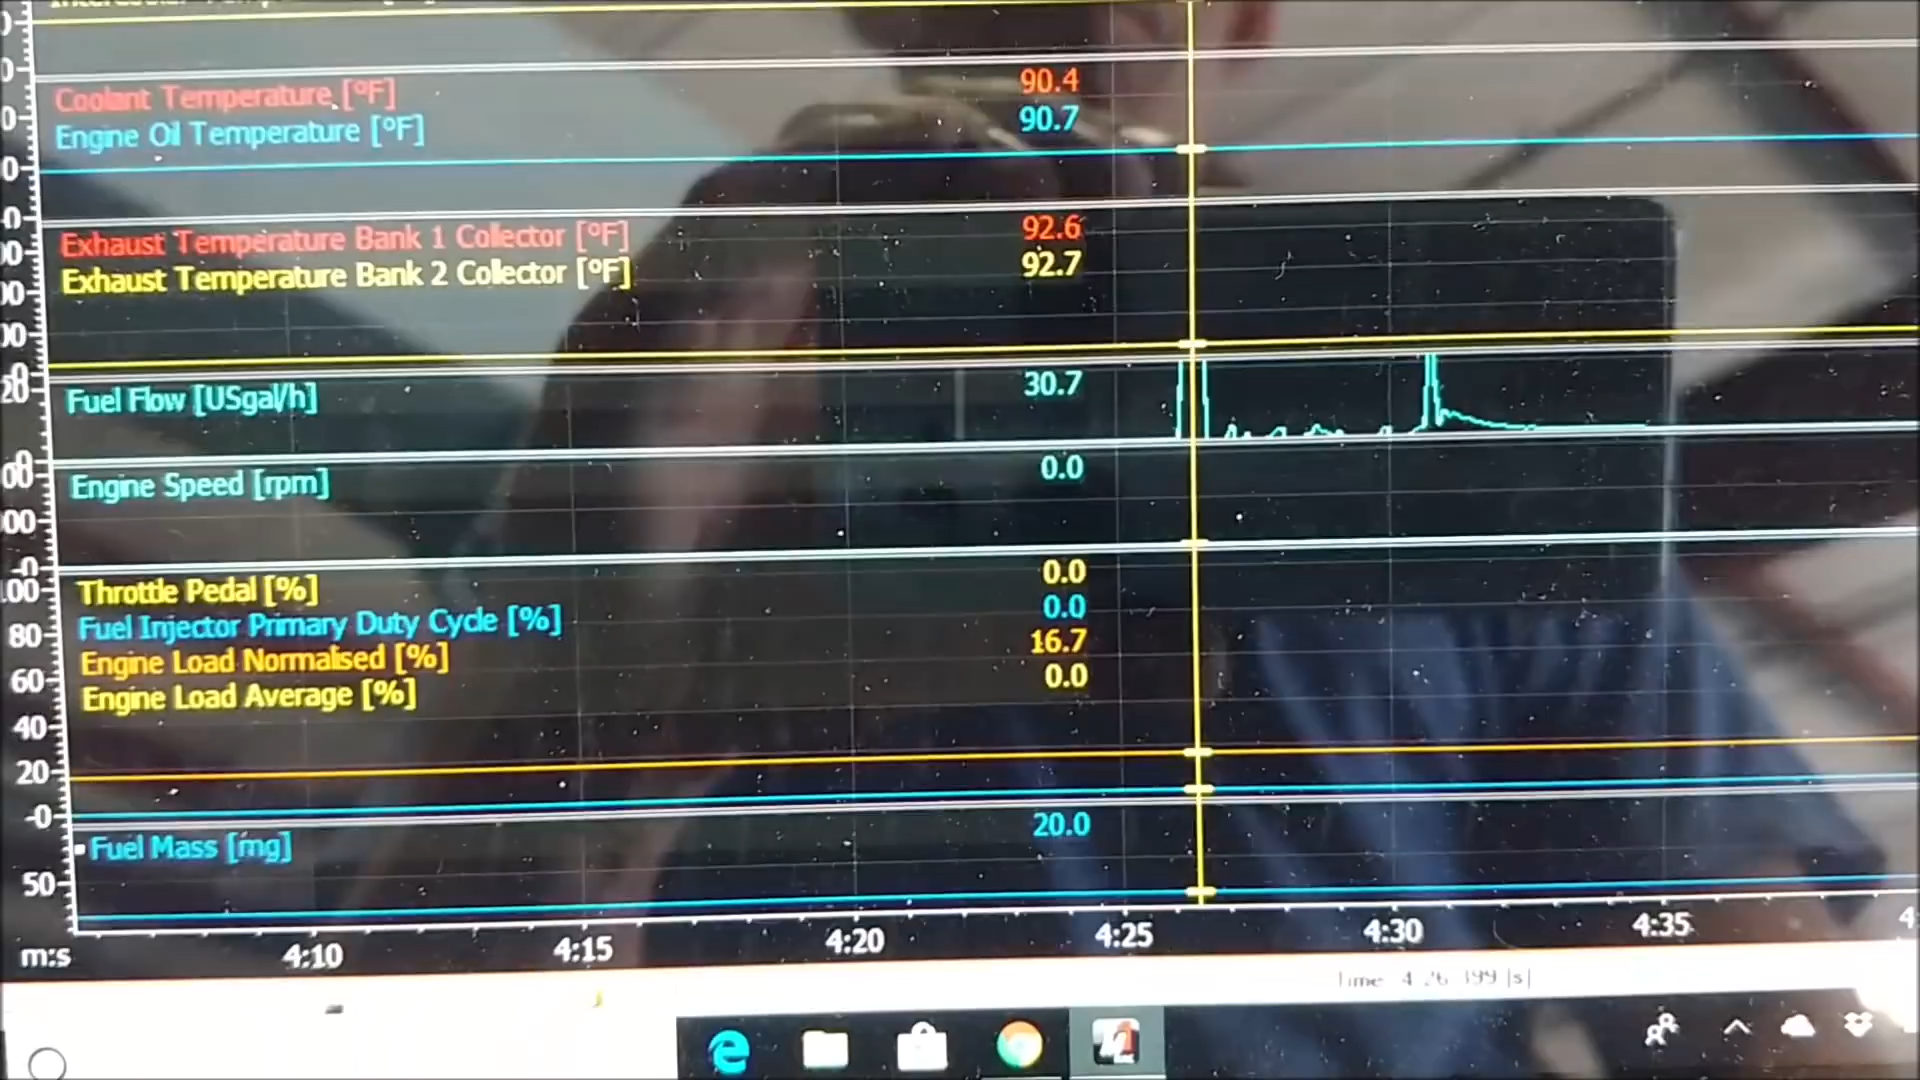 Coolant Temperature [°F] 90.4
Engine Oil Temperature [°F] 90.7
Exhaust Temperature Bank 1 Collector [°F] 92.6
Exhaust Temperature Bank 2 Collector [°F] 92.7
Fuel Flow [USgal/h] 30.7
Engine Speed [rpm] 0.0
Throttle Pedal [%] 0.0
Fuel Injector Primary Duty Cycle [%] 0.0
Engine Load Normalised [%] 16.7
Engine Load Average [%] 0.0
80
60
40
20
-0
Fuel Mass [mg] 20.0
50
m:s 4:10 4:15 4:20 4:25 4:30 4:35
Time 4 26 399 [s]